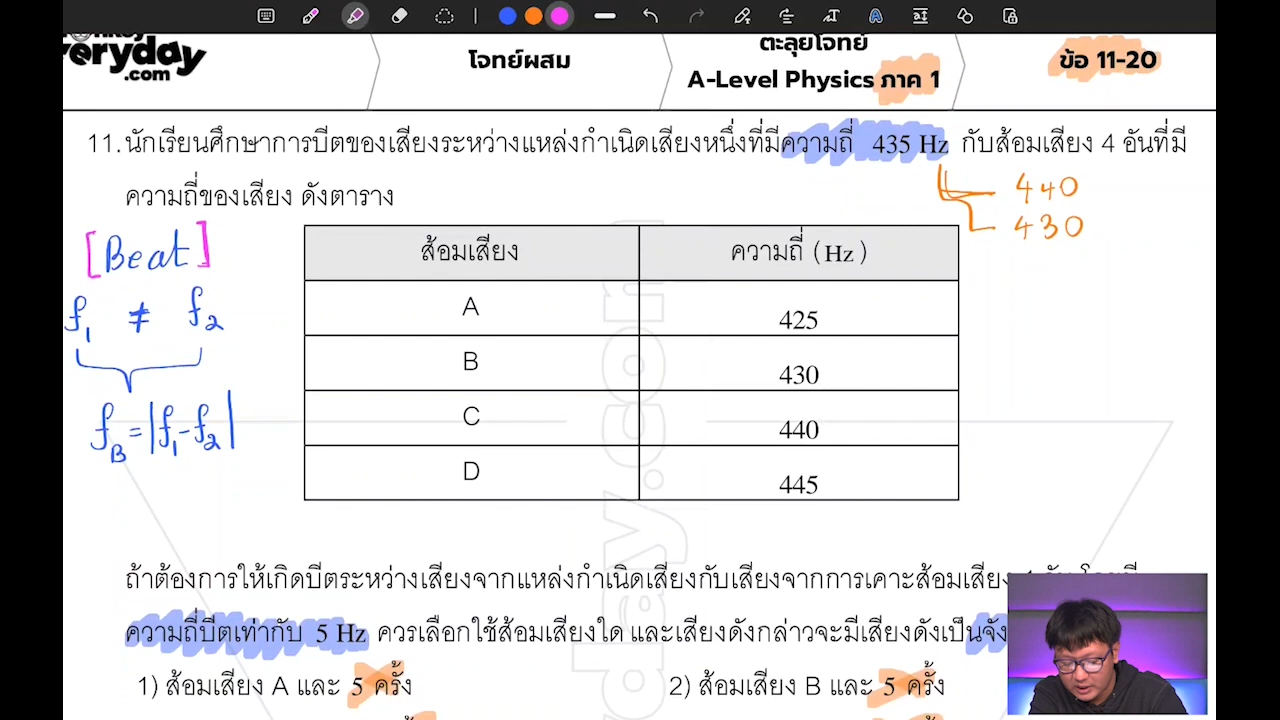 eryday
.com
โจทย์ผสม
ตะลุยโจทย์
A-Level Physics ภาค 1
ข้อ 11-20
11. นักเรียนศึกษาการบีตของเสียงระหว่างแหล่งกำเนิดเสียงหนึ่งที่มีความถี่ 435 Hz กับส้อมเสียง 4 อันที่มี
440
ความถี่ของเสียง ดังตาราง
430
[Beat]
ส้อมเสียง ความถี่ (Hz)
f₁ ≠ f₂
A 425
B 430
f_B = |f₁ - f₂|
C 440
D 445
day.com
ถ้าต้องการให้เกิดบีตระหว่างเสียงจากแหล่งกำเนิดเสียงกับเสียงจากการเคาะส้อมเสียง
ความถี่บีตเท่ากับ 5 Hz ควรเลือกใช้ส้อมเสียงใด และเสียงดังกล่าวจะมีเสียงดังเป็นจัง
1) ส้อมเสียง A และ 5 ครั้ง 2) ส้อมเสียง B และ 5 ครั้ง